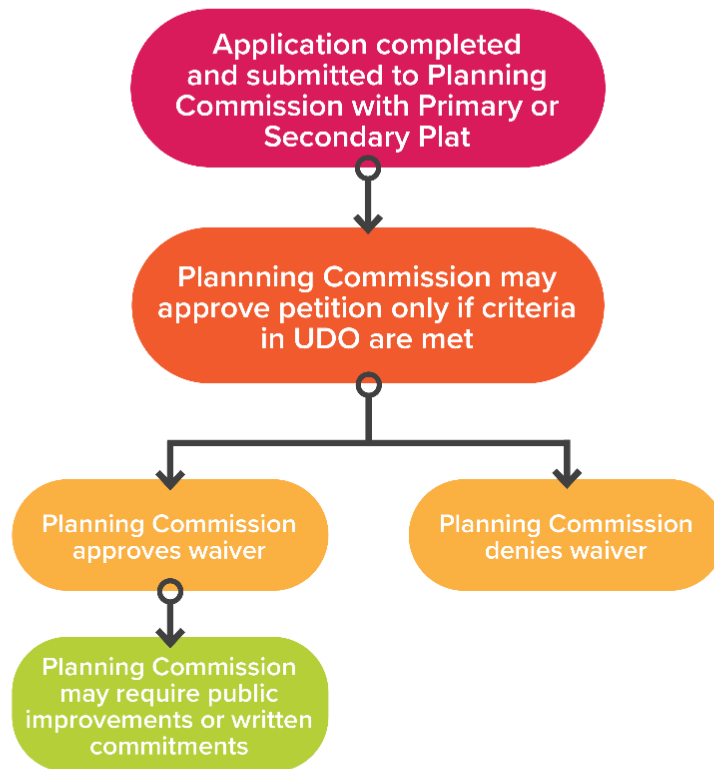 Application completed
and submitted to Planning
Commission with Primary or
Secondary Plat
Plannning Commission may
approve petition only if criteria
in UDO are met
Planning Commission
approves waiver
Planning Commission
denies waiver
Planning Commission
may require public
improvements or written
commitments